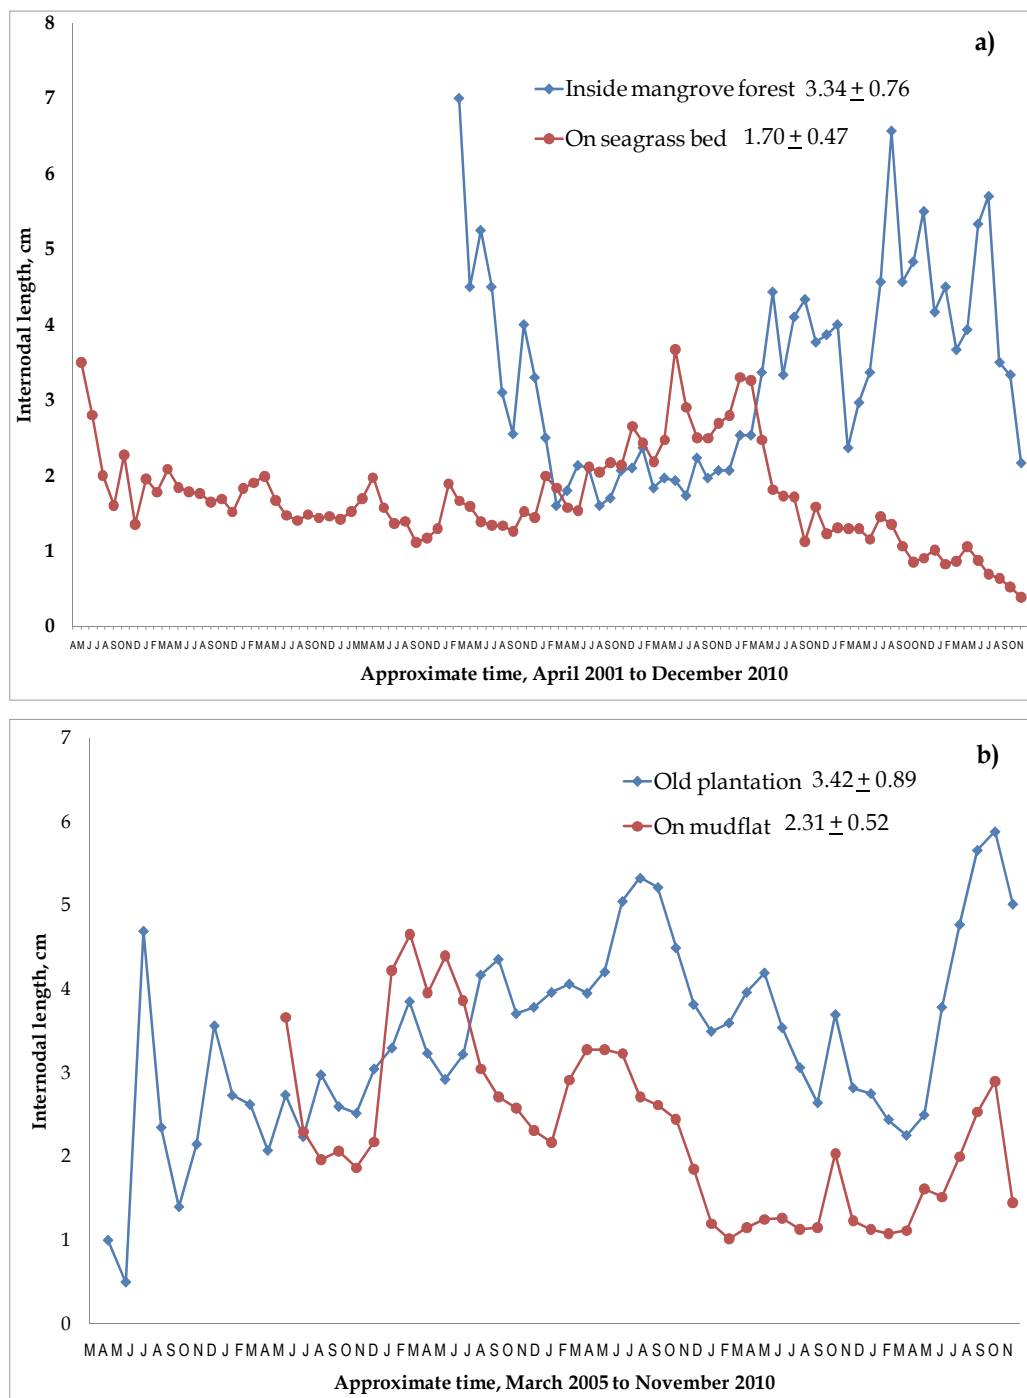 8
7
6
5
4
3
2
1
0
Internodal length, cm
a)
Inside mangrove forest 3.34 ± 0.76
On seagrass bed 1.70 ± 0.47
AM J J A SON D J F M A M J J A S O N D J F M A M J J A S O N D J M MA M J J A S O N D J F M A M J J A S O N D J F M A M J J A S O N D J F M A M J J A S O N D J F M A M J J A S O N D J F M A M J J A S O N
Approximate time, April 2001 to December 2010
7
6
5
4
3
2
1
0
Internodal length, cm
b)
Old plantation 3.42 ± 0.89
On mudflat 2.31 ± 0.52
M A M J J A S O N D F M A M J J A S O N D J F M A M J J A S O N D J F M A M J J A S O N D J F M A M J J A S O N
Approximate time, March 2005 to November 2010